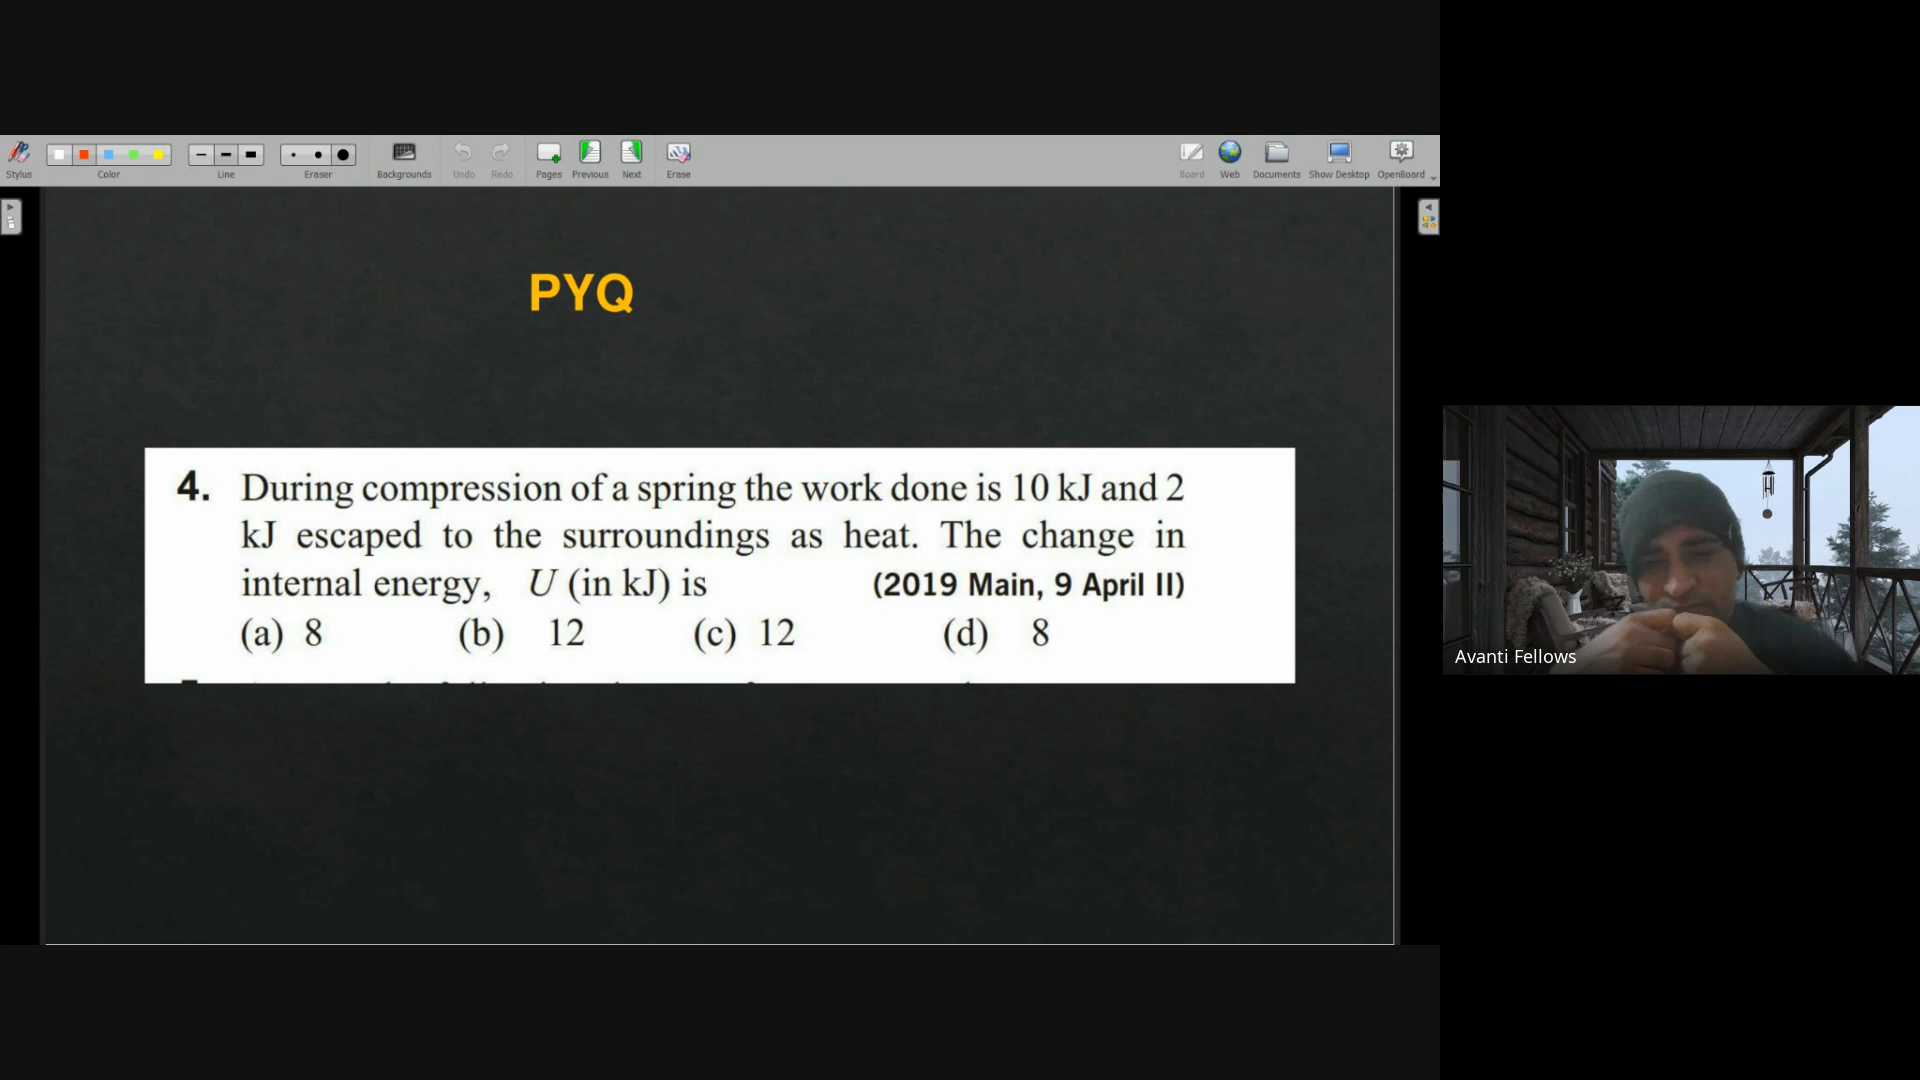 Stylus
Color
Line
Eraser
Backgrounds
Undo
Redo
Pages
Previous
Next
Erase
Board
Web
Documents
Show Desktop
OpenBoard
PYQ
4. During compression of a spring the work done is 10 kJ and 2
kJ escaped to the surroundings as heat. The change in
internal energy, U (in kJ) is (2019 Main, 9 April II)
(a) 8 (b) 12 (c) 12 (d) 8
Avanti Fellows